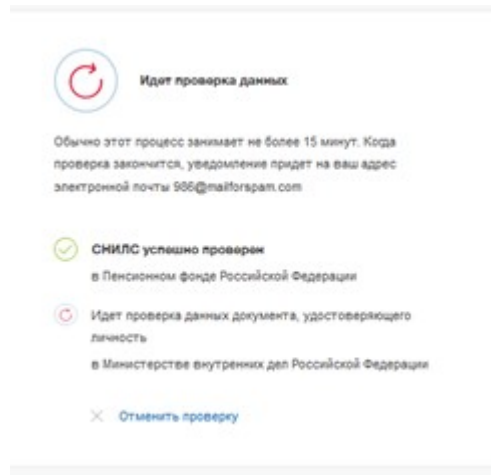 Идет проверка данных
Обычно этот процесс занимает не более 15 минут. Когда
проверка закончится, уведомление придет на ваш адрес
электронной почты 986@mailforspam.com
СНИЛС успешно проверен
в Пенсионном фонде Российской Федерации
Идет проверка данных документа, удостоверяющего
личность
в Министерстве внутренних дел Российской Федерации
Отменить проверку